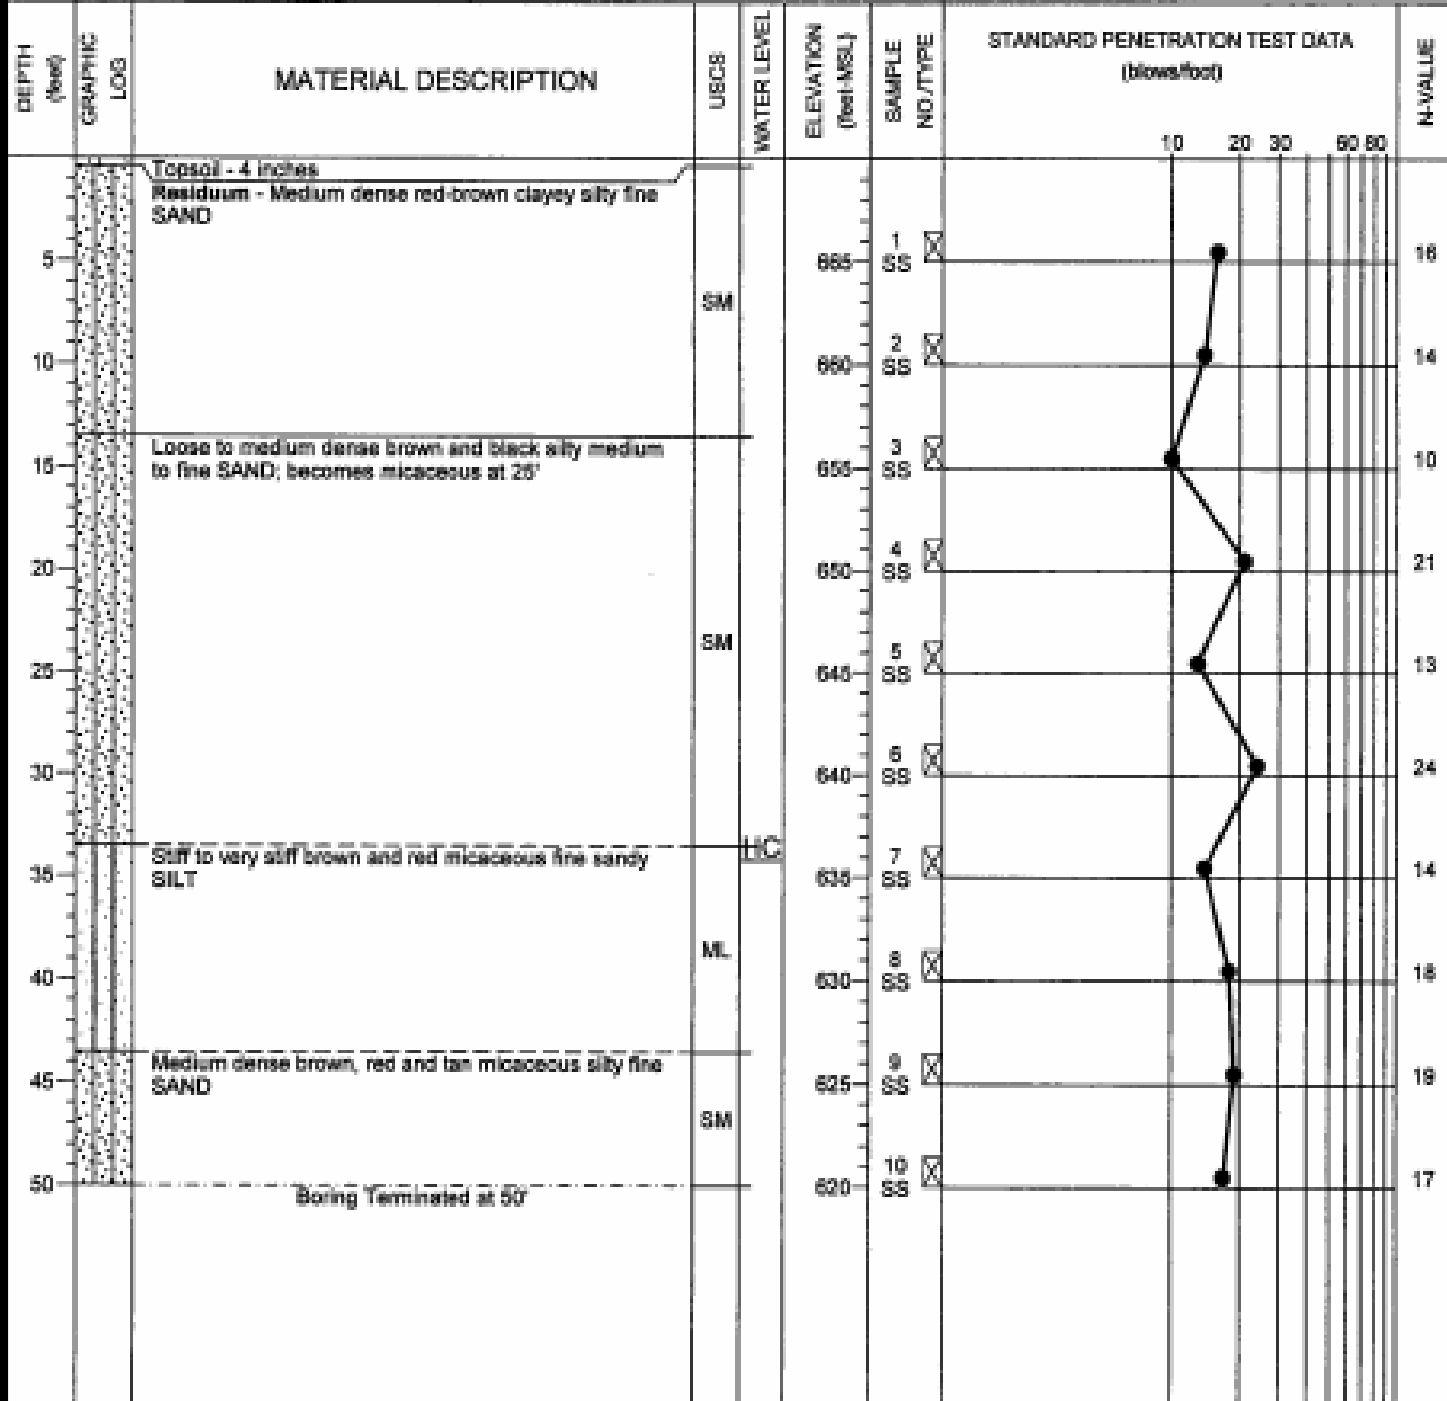 DEPTH
(feet)
GRAPHIC
LOG
MATERIAL DESCRIPTION
USCS
WATER LEVEL
ELEVATION
(feet-MSL)
SAMPLE
NO./TYPE
STANDARD PENETRATION TEST DATA
(blows/foot)
N-VALUE
10 20 30 60 80
Topsoil - 4 inches
Residuum - Medium dense red-brown clayey silty fine
SAND
5
SM
665
1
SS
16
10
660
2
SS
14
Loose to medium dense brown and black silty medium
to fine SAND; becomes micaceous at 25'
15
655
3
SS
10
20
650
4
SS
21
SM
25
645
5
SS
13
30
640
6
SS
24
HC
Stiff to very stiff brown and red micaceous fine sandy
SILT
35
635
7
SS
14
ML
40
630
8
SS
18
Medium dense brown, red and tan micaceous silty fine
SAND
45
625
9
SS
19
SM
50
620
10
SS
17
Boring Terminated at 50'